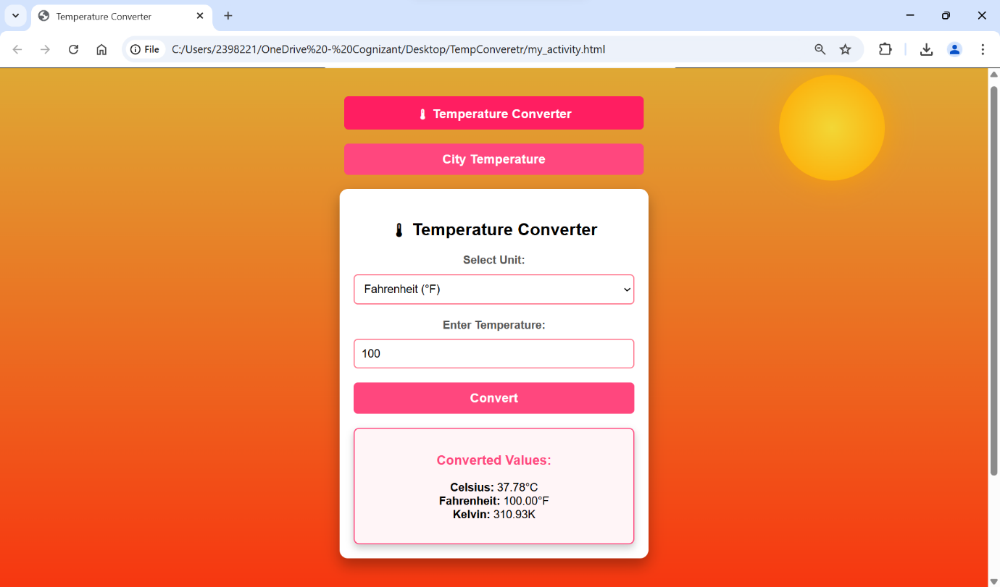 Temperature Converter
File
C:/Users/2398221/OneDrive%20-%20Cognizant/Desktop/TempConveretr/my_activity.html
🌡 Temperature Converter
City Temperature
🌡 Temperature Converter
Select Unit:
Fahrenheit (°F)
Enter Temperature:
100
Convert
Converted Values:
Celsius: 37.78°C
Fahrenheit: 100.00°F
Kelvin: 310.93K